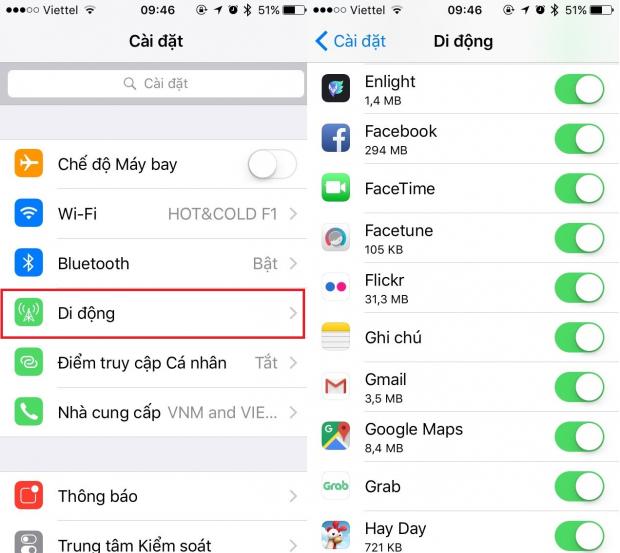 Viettel 09:46 51%
Cài đặt
Cài đặt
Chế độ Máy bay
Wi-Fi HOT&COLD F1
Bluetooth Bật
Di động
Điểm truy cập Cá nhân Tắt
Nhà cung cấp VNM and VIE...
Thông báo
Trung tâm Kiểm soát
Viettel 09:46 51%
Cài đặt Di động
Enlight
1,4 MB
Facebook
294 MB
FaceTime
Facetune
105 KB
Flickr
31,3 MB
Ghi chú
Gmail
3,5 MB
Google Maps
8,4 MB
Grab Grab
Hay Day
721 KB